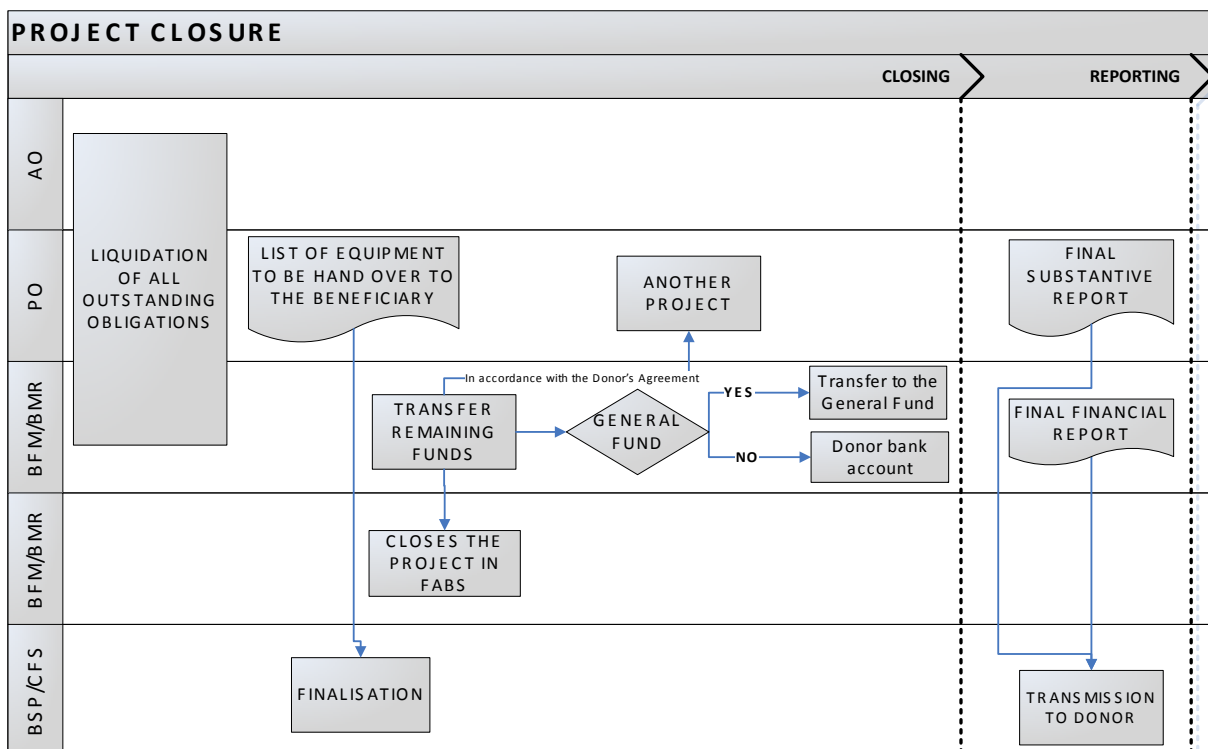 PROJECT CLOSURE
CLOSING
REPORTING
AO
LIQUIDATION
OF ALL
OUTSTANDING
OBLIGATIONS
PO
LIST OF EQUIPMENT
TO BE HAND OVER TO
THE BENEFICIARY
ANOTHER
PROJECT
FINAL
SUBSTANTIVE
REPORT
BFM/BMR
In accordance with the Donor's Agreement
TRANSFER
REMAINING
FUNDS
GENERAL
FUND
YES
Transfer to the
General Fund
NO
Donor bank
account
FINAL FINANCIAL
REPORT
BFM/BMR
CLOSES THE
PROJECT IN
FABS
BSP/CFS
FINALISATION
TRANSMISSION
TO DONOR